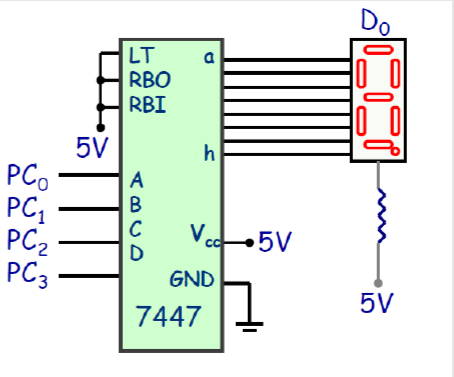 D₀
LT a
RBO
RBI
5V
h
PC₀ A
PC₁ B
PC₂ C
PC₃ D
Vcc 5V
GND
7447
5V